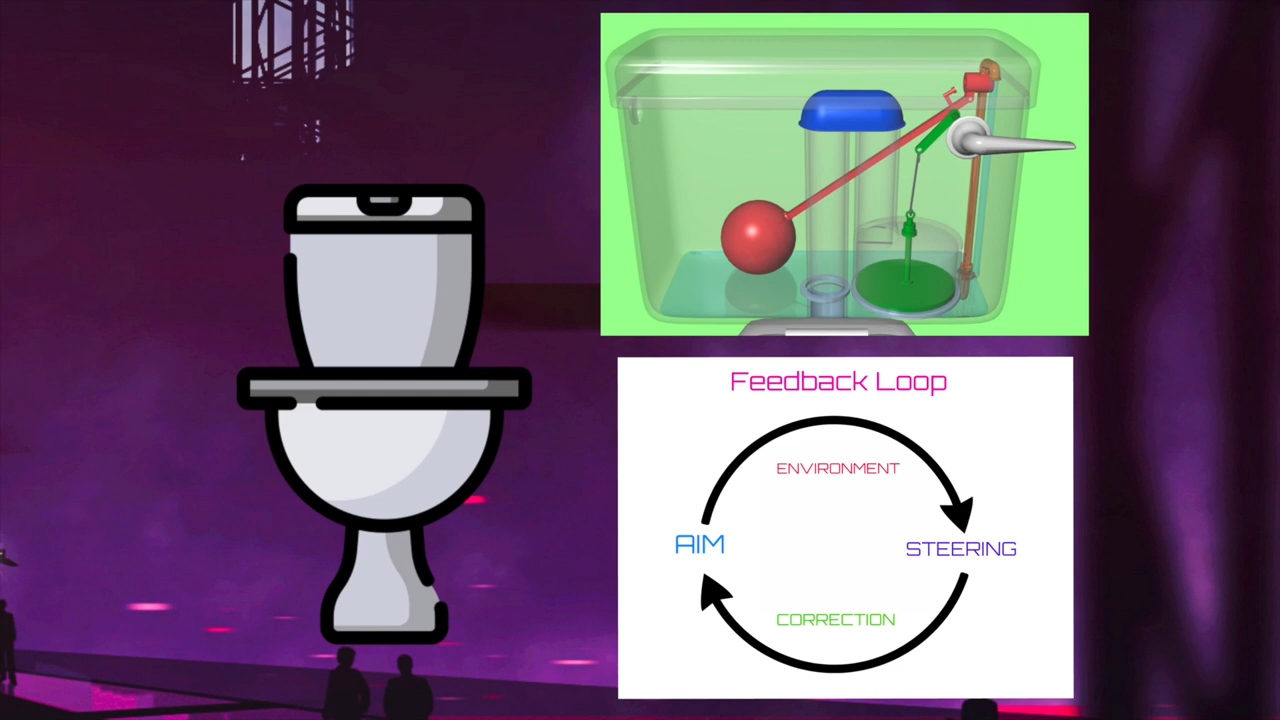 Feedback Loop
ENVIRONMENT
AIM
STEERING
CORRECTION